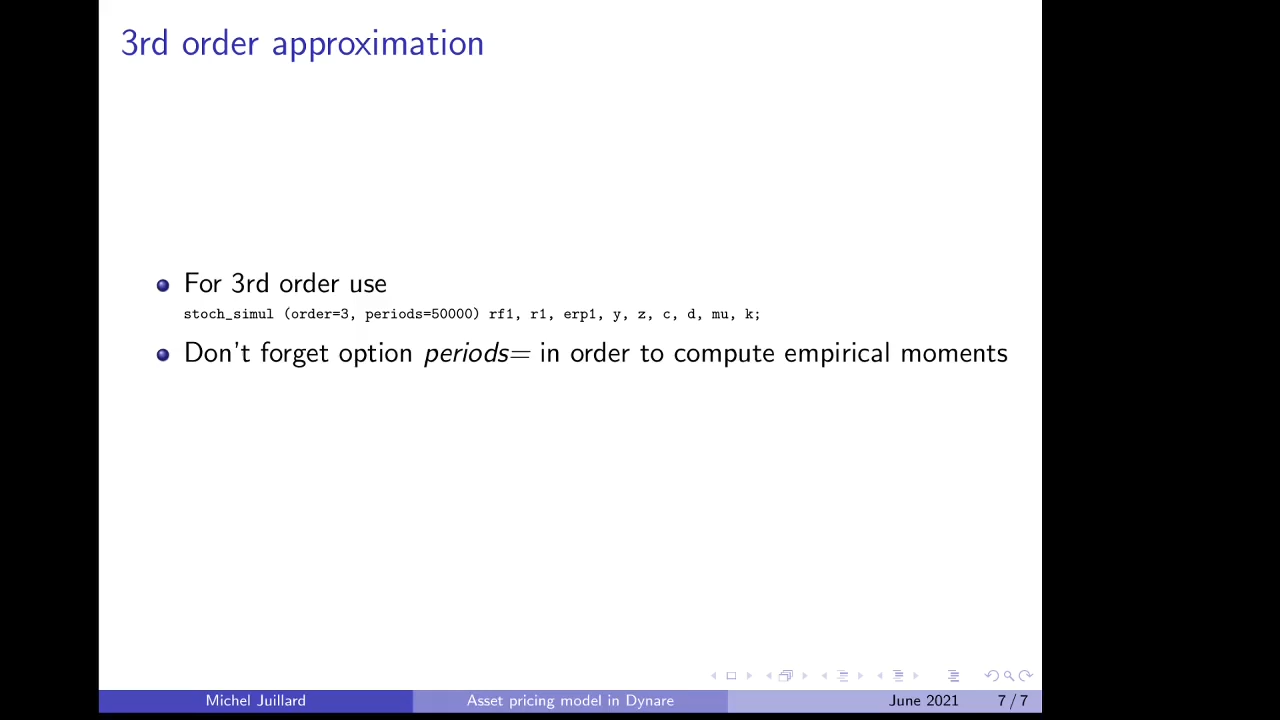 3rd order approximation
For 3rd order use
stoch_simul (order=3, periods=50000) rf1, r1, erp1, y, z, c, d, mu, k;
Don't forget option periods= in order to compute empirical moments
Michel Juillard
Asset pricing model in Dynare
June 2021
7 / 7